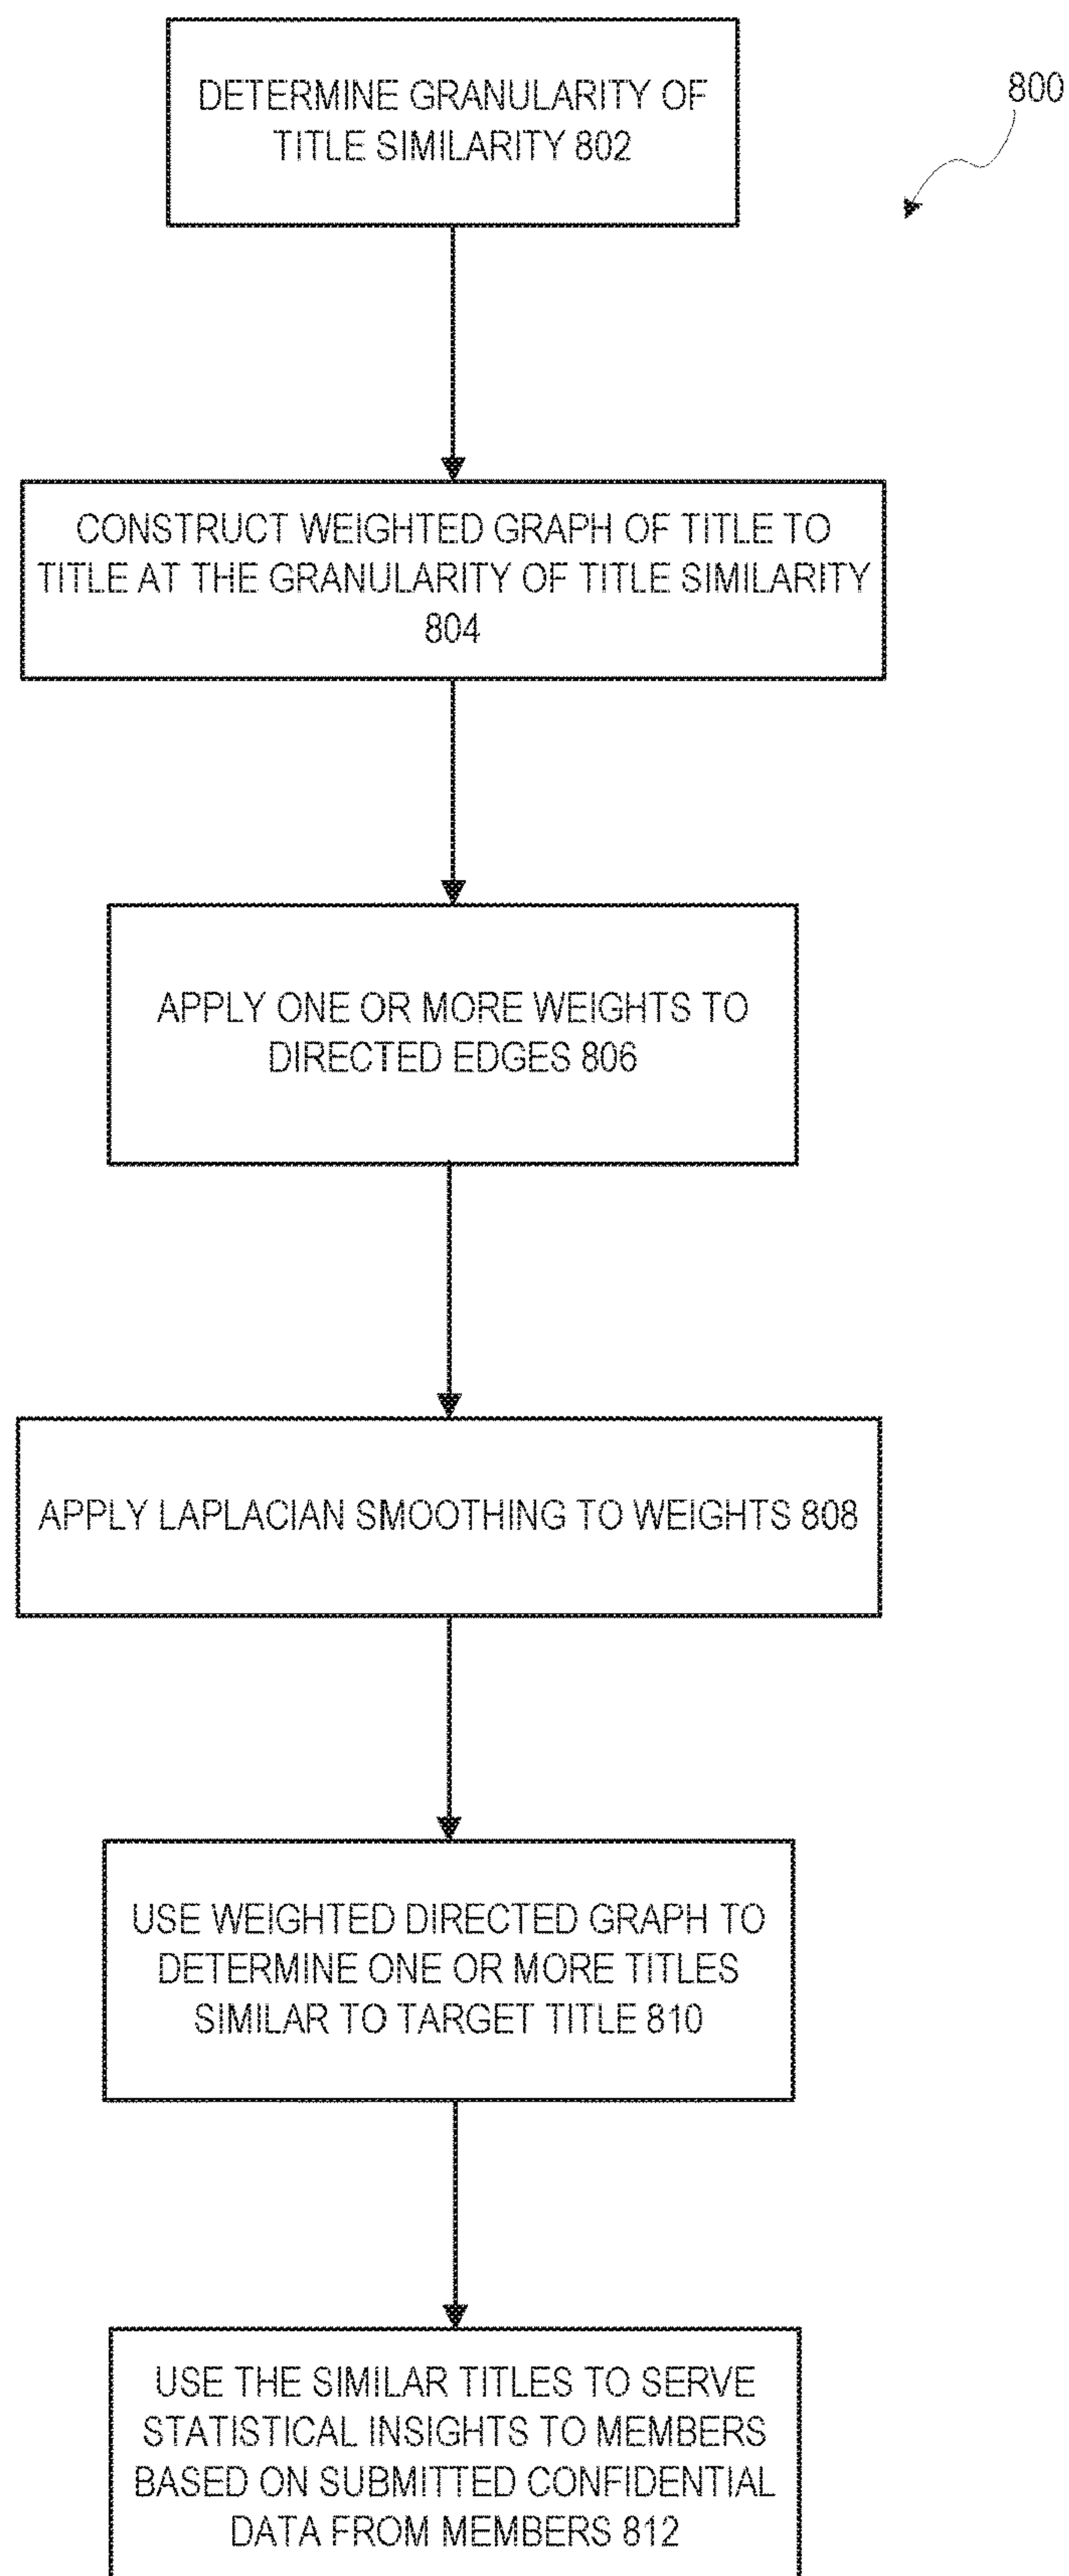 DETERMINE GRANULARITY OF
TITLE SIMILARITY 802
800
CONSTRUCT WEIGHTED GRAPH OF TITLE TO
TITLE AT THE GRANULARITY OF TITLE SIMILARITY
804
APPLY ONE OR MORE WEIGHTS TO
DIRECTED EDGES 806
APPLY LAPLACIAN SMOOTHING TO WEIGHTS 808
USE WEIGHTED DIRECTED GRAPH TO
DETERMINE ONE OR MORE TITLES
SIMILAR TO TARGET TITLE 810
USE THE SIMILAR TITLES TO SERVE
STATISTICAL INSIGHTS TO MEMBERS
BASED ON SUBMITTED CONFIDENTIAL
DATA FROM MEMBERS 812